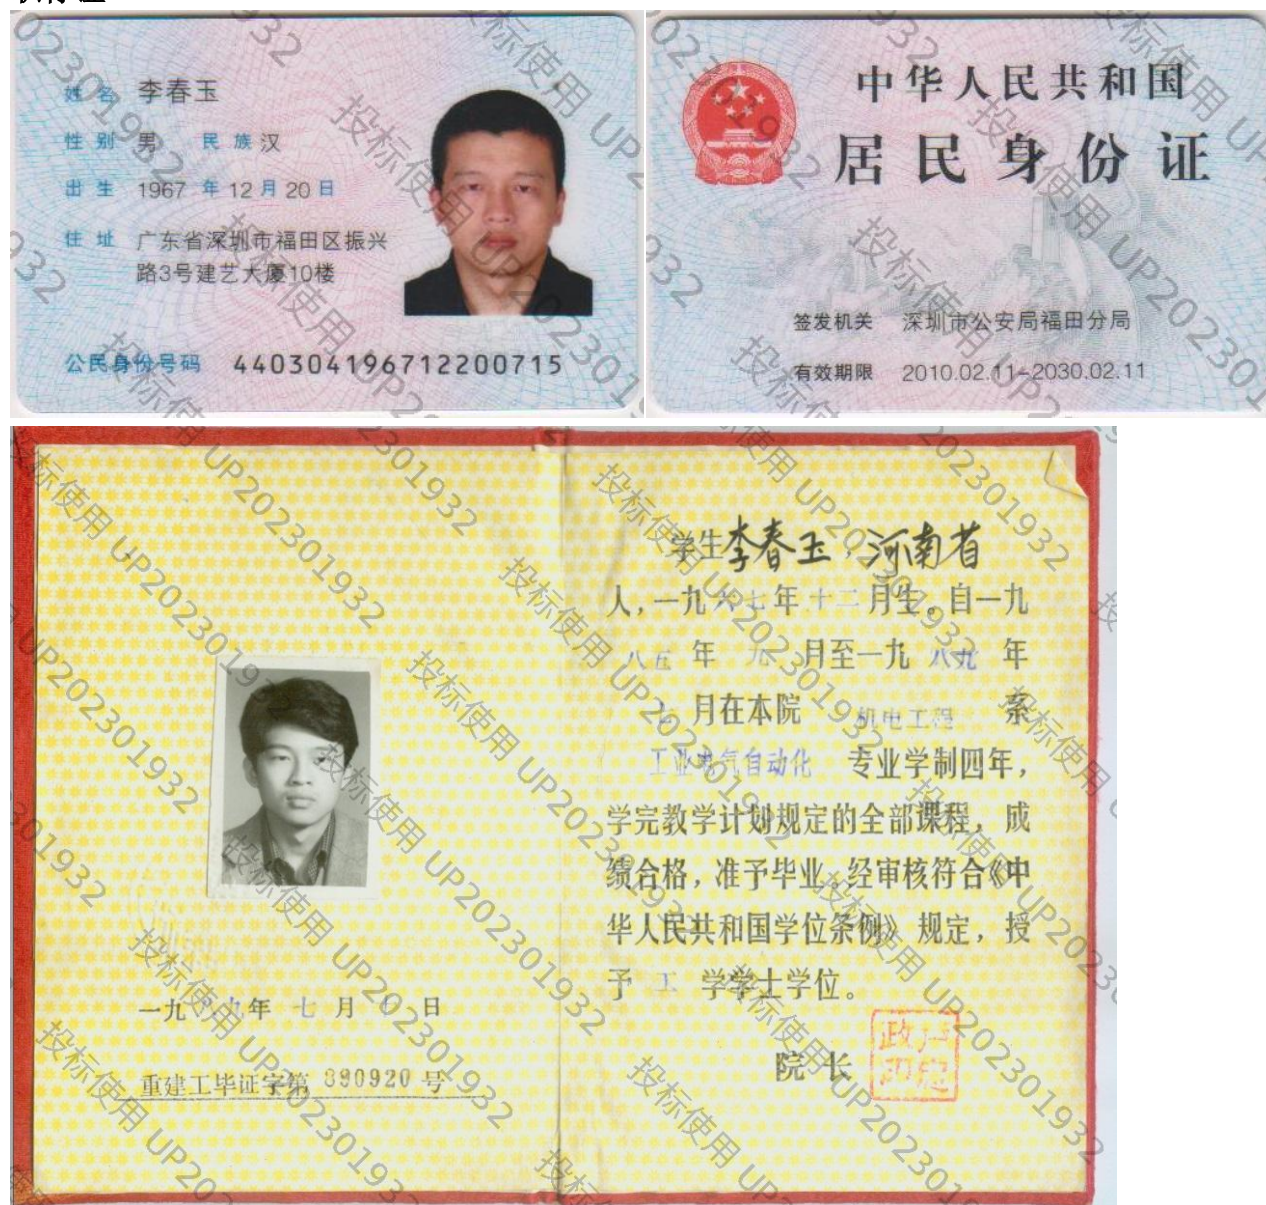 姓名 李春玉
性别 男 民族 汉
出生 1967 年 12 月 20 日
住址 广东省深圳市福田区振兴
路3号建艺大厦10楼
公民身份号码 440304196712200715
中华人民共和国
居民身份证
签发机关 深圳市公安局福田分局
有效期限 2010.02.11-2030.02.11
学生李春玉,河南省
人,一九六七年十二月生。自一九
八五年九月至一九八九年
七月在本院机电工程系
工业电气自动化专业学制四年,
学完教学计划规定的全部课程,成
绩合格,准予毕业,经审核符合《中
华人民共和国学位条例》规定,授
予工学学士学位。
院长
一九八九年七月 日
重建工毕证字第 890920 号
投标使用 UP202301932